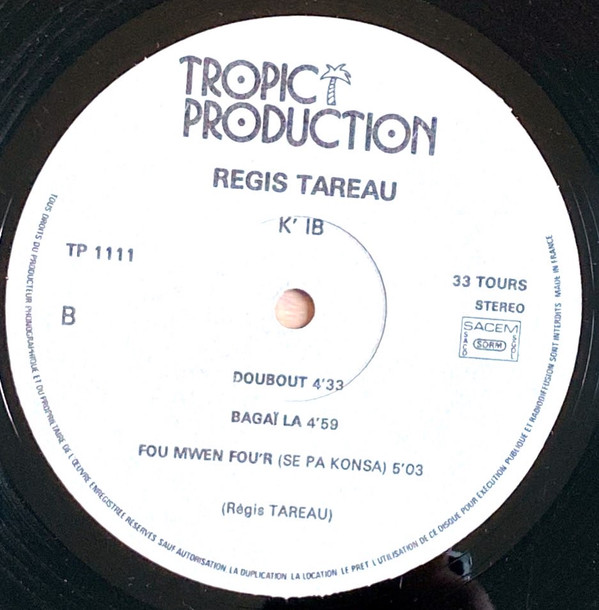 TROPIC
PRODUCTION
REGIS TAREAU
K' IB
TP 1111
33 TOURS
STEREO
B
SACEM
SACD
SDRM
SGDL
DOUBOUT 4'33
BAGAÏ LA 4'59
FOU MWEN FOU'R (SE PA KONSA) 5'03
(Régis TAREAU)
TOUS DROITS DU PRODUCTEUR PHONOGRAPHIQUE ET DU PROPRIETAIRE DE L'ŒUVRE ENREGISTREE RESERVES SAUF AUTORISATION LA DUPLICATION LA LOCATION LE PRET L'UTILISATION DE CE DISQUE POUR EXECUTION PUBLIQUE ET RADIODIFFUSION SONT INTERDITS MADE IN FRANCE